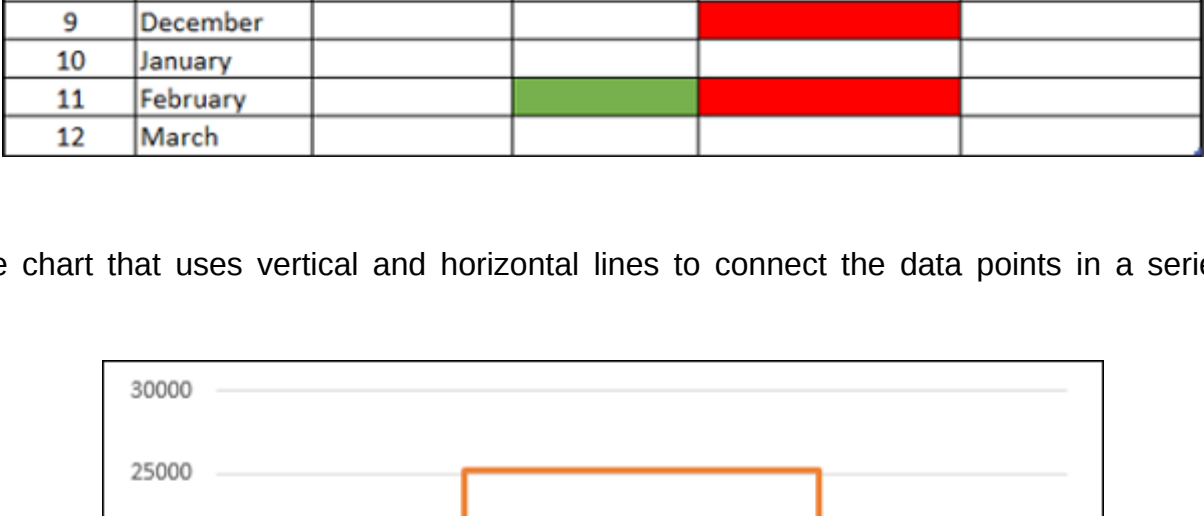 9 December
10 January
11 February
12 March
chart that uses vertical and horizontal lines to connect the data points in a
30000
25000